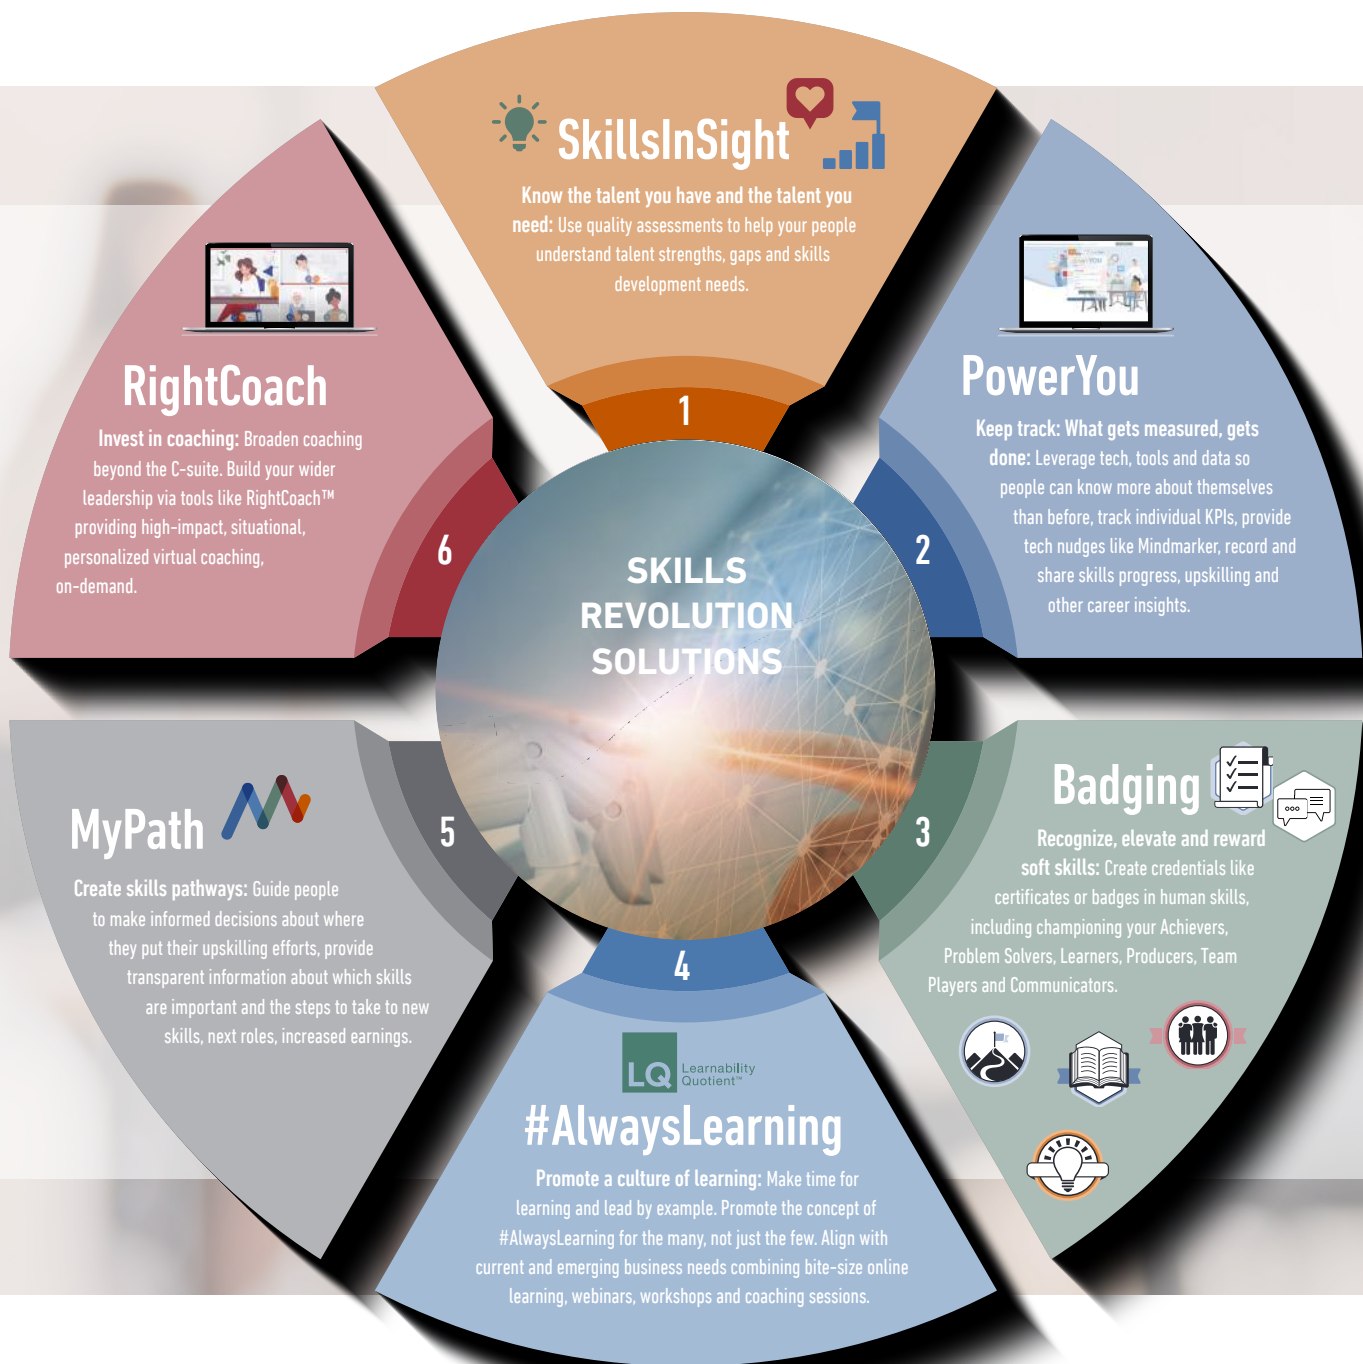 SkillsInSight
Know the talent you have and the talent you
need: Use quality assessments to help your people
understand talent strengths, gaps and skills
development needs.
1
PowerYou
Keep track: What gets measured, gets
done: Leverage tech, tools and data so
people can know more about themselves
than before, track individual KPIs, provide
tech nudges like Mindmarker, record and
share skills progress, upskilling and
other career insights.
2
Badging
Recognize, elevate and reward
soft skills: Create credentials like
certificates or badges in human skills,
including championing your Achievers,
Problem Solvers, Learners, Producers, Team
Players and Communicators.
3
4
LQ Learnability
Quotient™
#AlwaysLearning
Promote a culture of learning: Make time for
learning and lead by example. Promote the concept of
#AlwaysLearning for the many, not just the few. Align with
current and emerging business needs combining bite-size online
learning, webinars, workshops and coaching sessions.
MyPath
Create skills pathways: Guide people
to make informed decisions about where
they put their upskilling efforts, provide
transparent information about which skills
are important and the steps to take to new
skills, next roles, increased earnings.
5
RightCoach
Invest in coaching: Broaden coaching
beyond the C-suite. Build your wider
leadership via tools like RightCoach™
providing high-impact, situational,
personalized virtual coaching,
on-demand.
6
SKILLS
REVOLUTION
SOLUTIONS